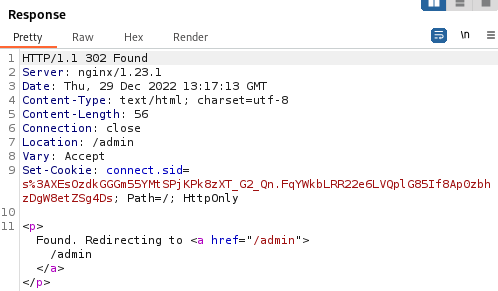 Response
Pretty Raw Hex Render \n
1 HTTP/1.1 302 Found
2 Server: nginx/1.23.1
3 Date: Thu, 29 Dec 2022 13:17:13 GMT
4 Content-Type: text/html; charset=utf-8
5 Content-Length: 56
6 Connection: close
7 Location: /admin
8 Vary: Accept
9 Set-Cookie: connect.sid=
s%3AXEsOzdkGGGm55YMtSPjKPk8zXT_G2_Qn.FqYWkbLRR22e6LVQplG85If8Ap0zbh
zDgW8etZSg4Ds; Path=/; HttpOnly
10
11 <p>
Found. Redirecting to <a href="/admin">
/admin
</a>
</p>